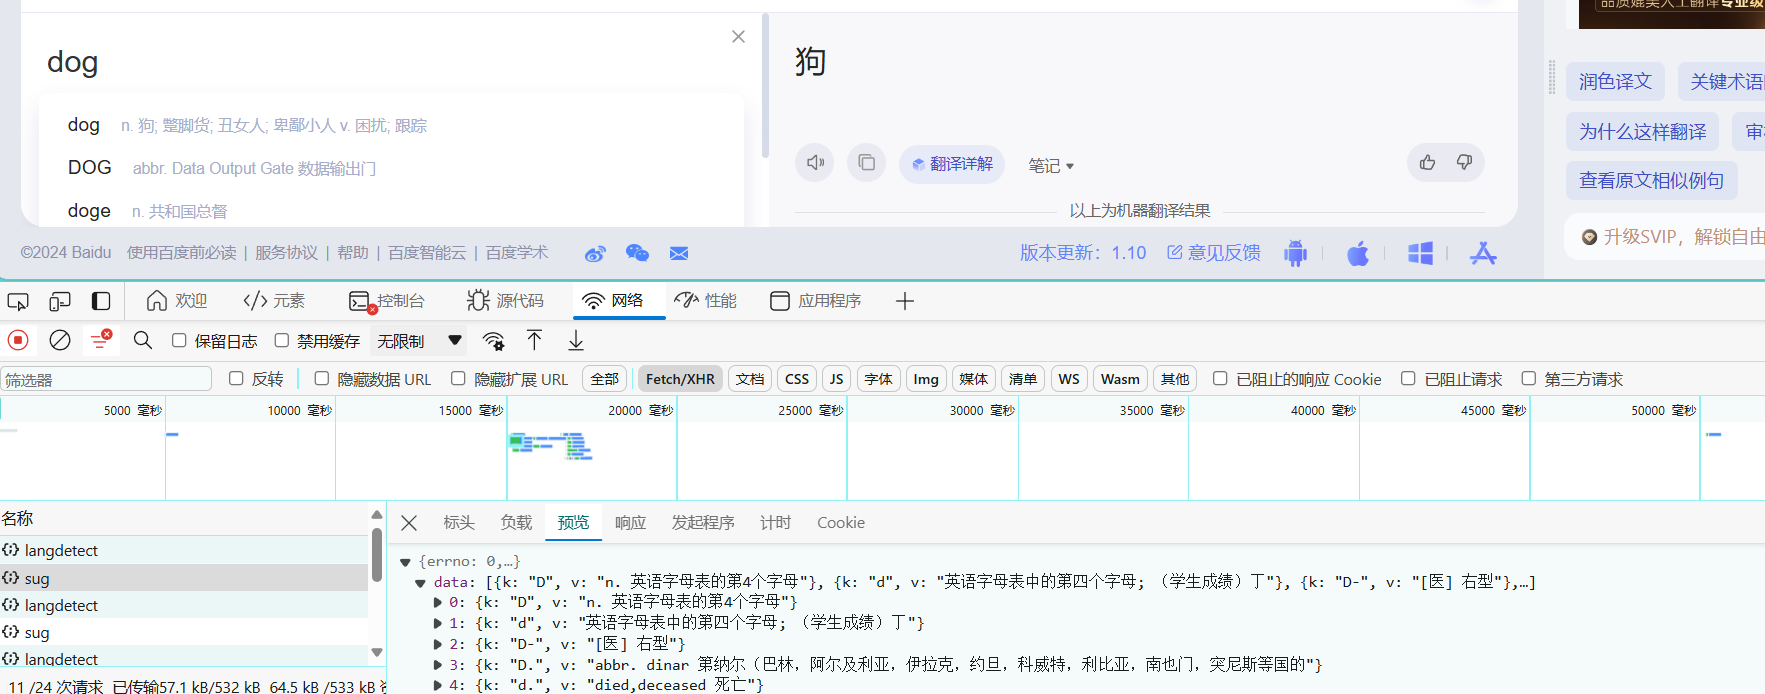 品质媲美人工翻译专业级
dog
狗
dog n. 狗; 蹩脚货; 丑女人; 卑鄙小人 v. 困扰; 跟踪
DOG abbr. Data Output Gate 数据输出门
doge n. 共和国总督
翻译详解
笔记
以上为机器翻译结果
润色译文
关键术语
为什么这样翻译
审
查看原文相似例句
升级SVIP，解锁自由
©2024 Baidu 使用百度前必读 | 服务协议 | 帮助 | 百度智能云 | 百度学术
版本更新：1.10 意见反馈
欢迎 元素 控制台 源代码 网络 性能 应用程序
保留日志 禁用缓存 无限制
筛选器 反转 隐藏数据 URL 隐藏扩展 URL 全部 Fetch/XHR 文档 CSS JS 字体 Img 媒体 清单 WS Wasm 其他 已阻止的响应 Cookie 已阻止请求 第三方请求
5000 毫秒 10000 毫秒 15000 毫秒 20000 毫秒 25000 毫秒 30000 毫秒 35000 毫秒 40000 毫秒 45000 毫秒 50000 毫秒
名称
langdetect
sug
langdetect
sug
langdetect
11 /24 次请求 已传输57.1 kB/532 kB 64.5 kB /533 kB
标头 负载 预览 响应 发起程序 计时 Cookie
{errno: 0,…}
data: [{k: "D", v: "n. 英语字母表的第4个字母"}, {k: "d", v: "英语字母表中的第四个字母; （学生成绩）丁"}, {k: "D-", v: "[医] 右型"},…]
0: {k: "D", v: "n. 英语字母表的第4个字母"}
1: {k: "d", v: "英语字母表中的第四个字母; （学生成绩）丁"}
2: {k: "D-", v: "[医] 右型"}
3: {k: "D.", v: "abbr. dinar 第纳尔（巴林，阿尔及利亚，伊拉克，约旦，科威特，利比亚，南也门，突尼斯等国的"}
4: {k: "d.", v: "died,deceased 死亡"}